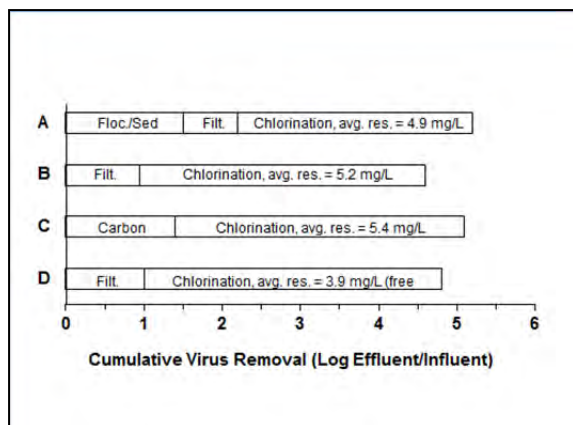 A Floc./Sed Filt. Chlorination, avg. res. = 4.9 mg/L
B Filt. Chlorination, avg. res. = 5.2 mg/L
C Carbon Chlorination, avg. res. = 5.4 mg/L
D Filt. Chlorination, avg. res. = 3.9 mg/L (free
0 1 2 3 4 5 6
Cumulative Virus Removal (Log Effluent/Influent)